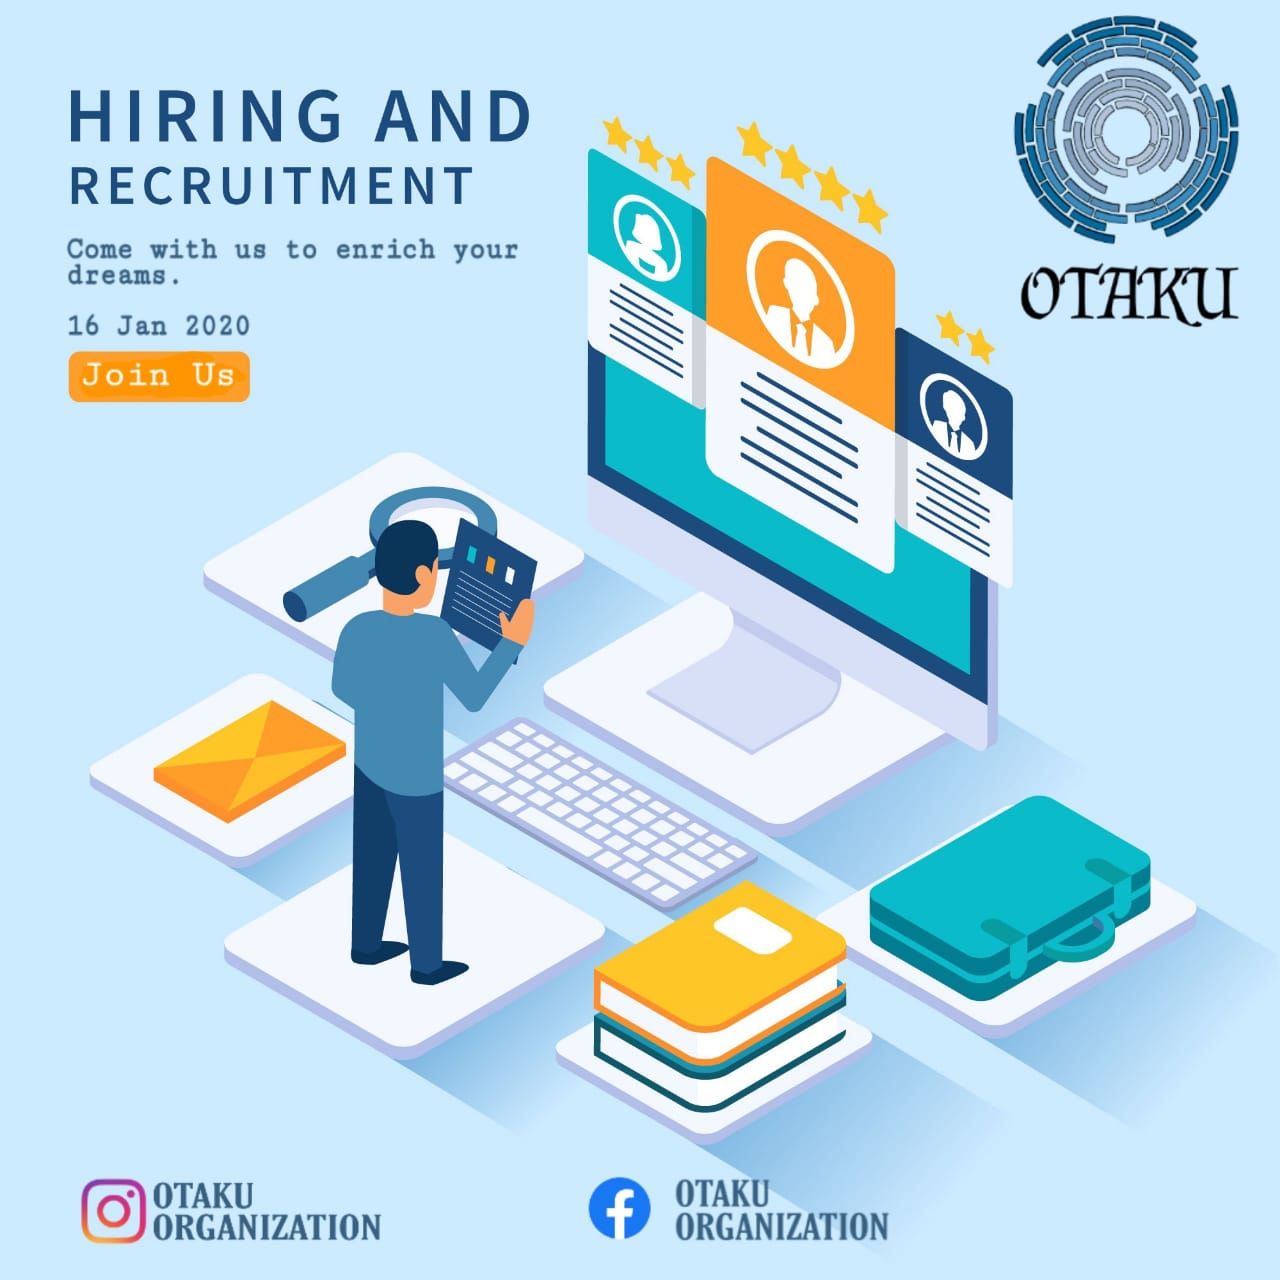 HIRING AND
RECRUITMENT
Come with us to enrich your
dreams.
16 Jan 2020
Join Us
OTAKU
OTAKU
ORGANIZATION
OTAKU
ORGANIZATION